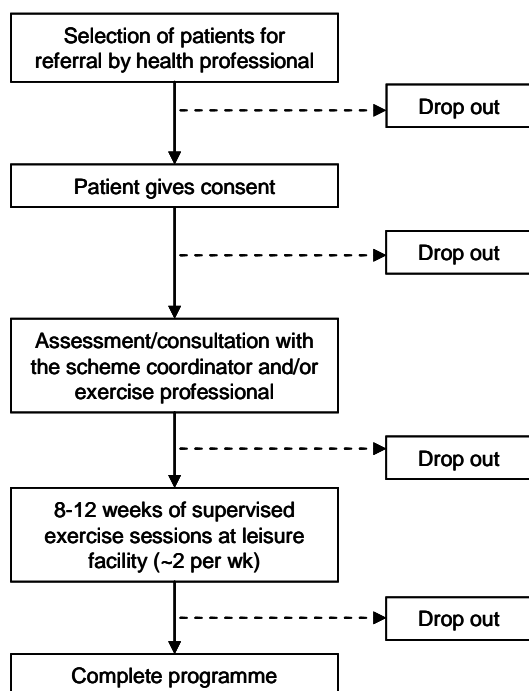 Selection of patients for
referral by health professional
Drop out
Patient gives consent
Drop out
Assessment/consultation with
the scheme coordinator and/or
exercise professional
Drop out
8-12 weeks of supervised
exercise sessions at leisure
facility (~2 per wk)
Drop out
Complete programme